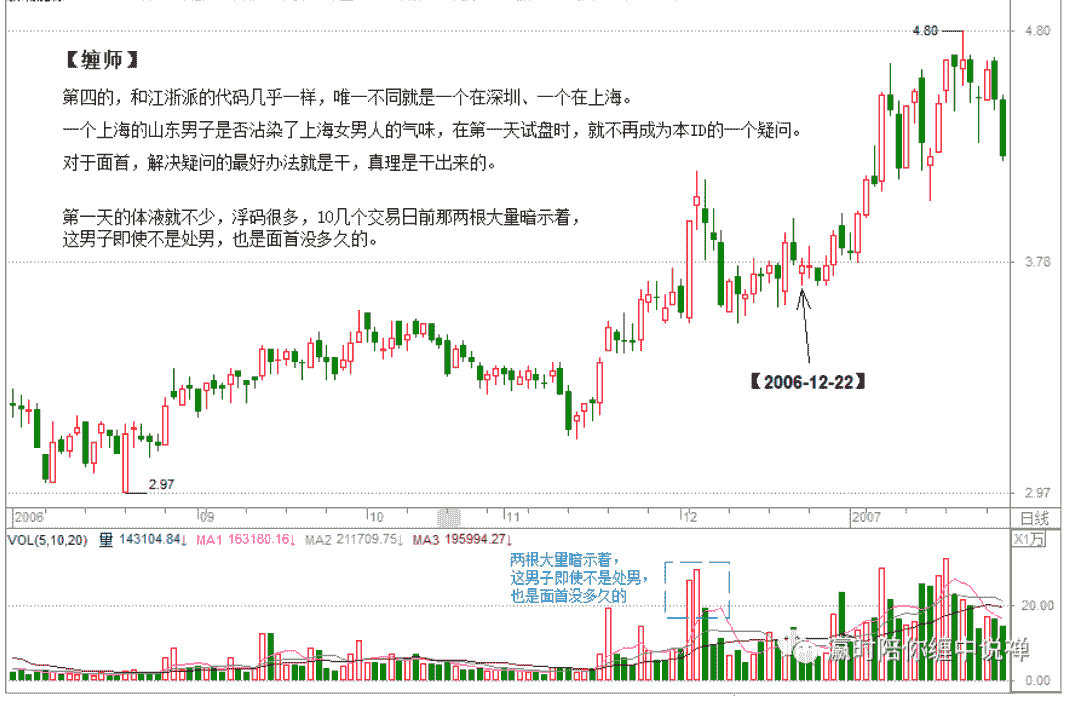 4.80
4.80
【缠师】
第四的，和江浙派的代码几乎一样，唯一不同就是一个在深圳、一个在上海。
一个上海的山东男子是否沾染了上海女男人的气味，在第一天试盘时，就不再成为本ID的一个疑问。
对于面首，解决疑问的最好办法就是干，真理是干出来的。
第一天的体液就不少，浮码很多，10几个交易日前那两根大量暗示着，
这男子即使不是处男，也是面首没多久的。
3.78
【2006-12-22】
2.97
2.97
2006 09 10 11 12 2007 日线
VOL(5,10,20) 量 143104.84↓ MA1 163180.16↓ MA2 211709.75↓ MA3 195994.27↓ X1万
两根大量暗示着，
这男子即使不是处男，
也是面首没多久的
20.00
赢时陪你缠中说禅
0.00